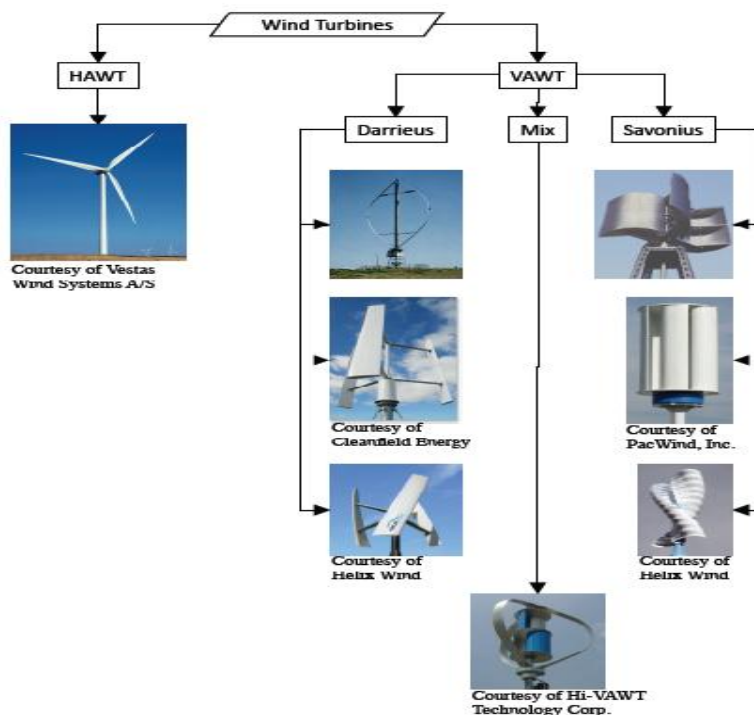 Wind Turbines
HAWT
VAWT
Darrieus
Mix
Savonius
Courtesy of Vestas
Wind Systems A/S
Courtesy of
Cleanfield Energy
Courtesy of
PacWind, Inc.
Courtesy of
Helix Wind
Courtesy of
Helix Wind
Courtesy of Hi-VAWT
Technology Corp.